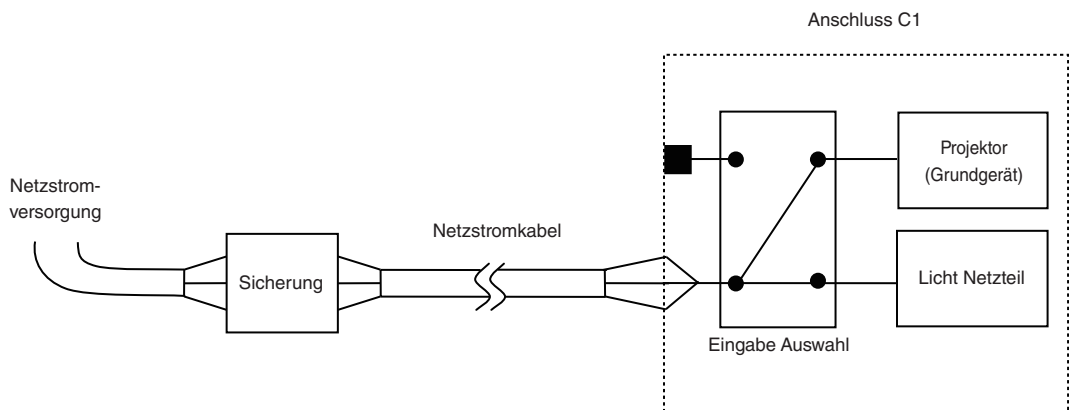 Anschluss C1
Netzstrom-
versorgung
Sicherung
Netzstromkabel
Projektor
(Grundgerät)
Licht Netzteil
Eingabe Auswahl